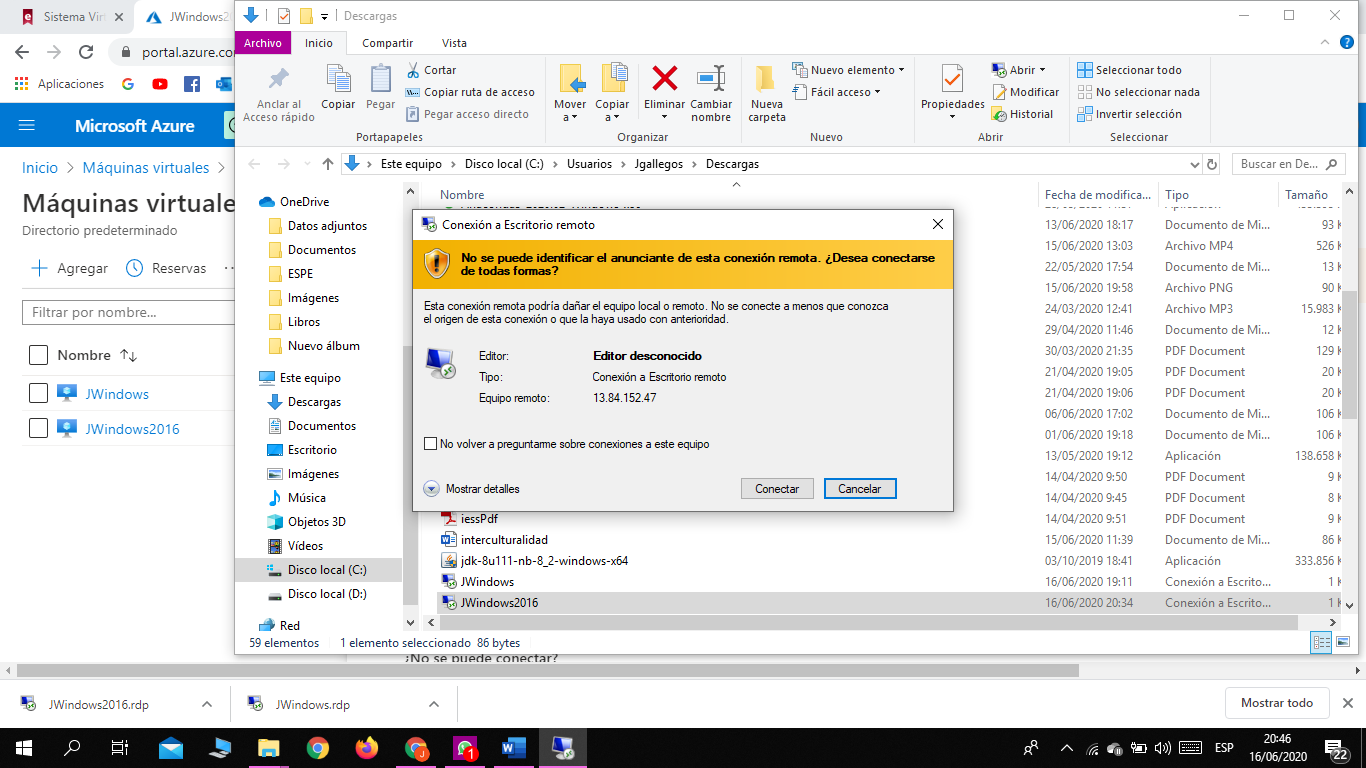 Sistema Virt
JWindows20
Descargas
portal.azure.co
Archivo
Inicio
Compartir
Vista
Aplicaciones
Anclar al
Acceso rápido
Copiar
Pegar
Cortar
Copiar ruta de acceso
Pegar acceso directo
Portapapeles
Mover
a
Copiar
a
Eliminar
Cambiar
nombre
Organizar
Nueva
carpeta
Nuevo elemento
Fácil acceso
Nuevo
Propiedades
Abrir
Modificar
Historial
Abrir
Seleccionar todo
No seleccionar nada
Invertir selección
Seleccionar
Microsoft Azure
Inicio > Máquinas virtuales >
Máquinas virtuale
Directorio predeterminado
Agregar
Reservas
Filtrar por nombre...
Nombre
JWindows
JWindows2016
Este equipo > Disco local (C:) > Usuarios > Jgallegos > Descargas
Buscar en De...
OneDrive
Datos adjuntos
Documentos
ESPE
Imágenes
Libros
Nuevo álbum
Este equipo
Descargas
Documentos
Escritorio
Imágenes
Música
Objetos 3D
Vídeos
Disco local (C:)
Disco local (D:)
Red
Nombre
Fecha de modifica...
Tipo
Tamaño
13/06/2020 18:17 Documento de Mi... 93 K
15/06/2020 13:03 Archivo MP4 526 K
22/05/2020 17:54 Documento de Mi... 13 K
15/06/2020 19:58 Archivo PNG 90 K
24/03/2020 12:41 Archivo MP3 15.983 K
29/04/2020 11:46 Documento de Mi... 12 K
30/03/2020 21:35 PDF Document 129 K
21/04/2020 19:05 PDF Document 20 K
21/04/2020 19:06 PDF Document 20 K
06/06/2020 17:02 Documento de Mi... 106 K
01/06/2020 19:18 Documento de Mi... 106 K
13/05/2020 19:12 Aplicación 138.658 K
14/04/2020 9:50 PDF Document 9 K
14/04/2020 9:45 PDF Document 8 K
iessPdf 14/04/2020 9:51 PDF Document 9 K
interculturalidad 15/06/2020 11:39 Documento de Mi... 86 K
jdk-8u111-nb-8_2-windows-x64 03/10/2019 18:41 Aplicación 333.856 K
JWindows 16/06/2020 19:11 Conexión a Escrito... 1 K
JWindows2016 16/06/2020 20:34 Conexión a Escrito... 1 K
Conexión a Escritorio remoto
No se puede identificar el anunciante de esta conexión remota. ¿Desea conectarse
de todas formas?
Esta conexión remota podría dañar el equipo local o remoto. No se conecte a menos que conozca
el origen de esta conexión o que la haya usado con anterioridad.
Editor: Editor desconocido
Tipo: Conexión a Escritorio remoto
Equipo remoto: 13.84.152.47
No volver a preguntarme sobre conexiones a este equipo
Mostrar detalles
Conectar
Cancelar
59 elementos
1 elemento seleccionado 86 bytes
¿No se puede conectar?
JWindows2016.rdp
JWindows.rdp
Mostrar todo
ESP
20:46
16/06/2020
22